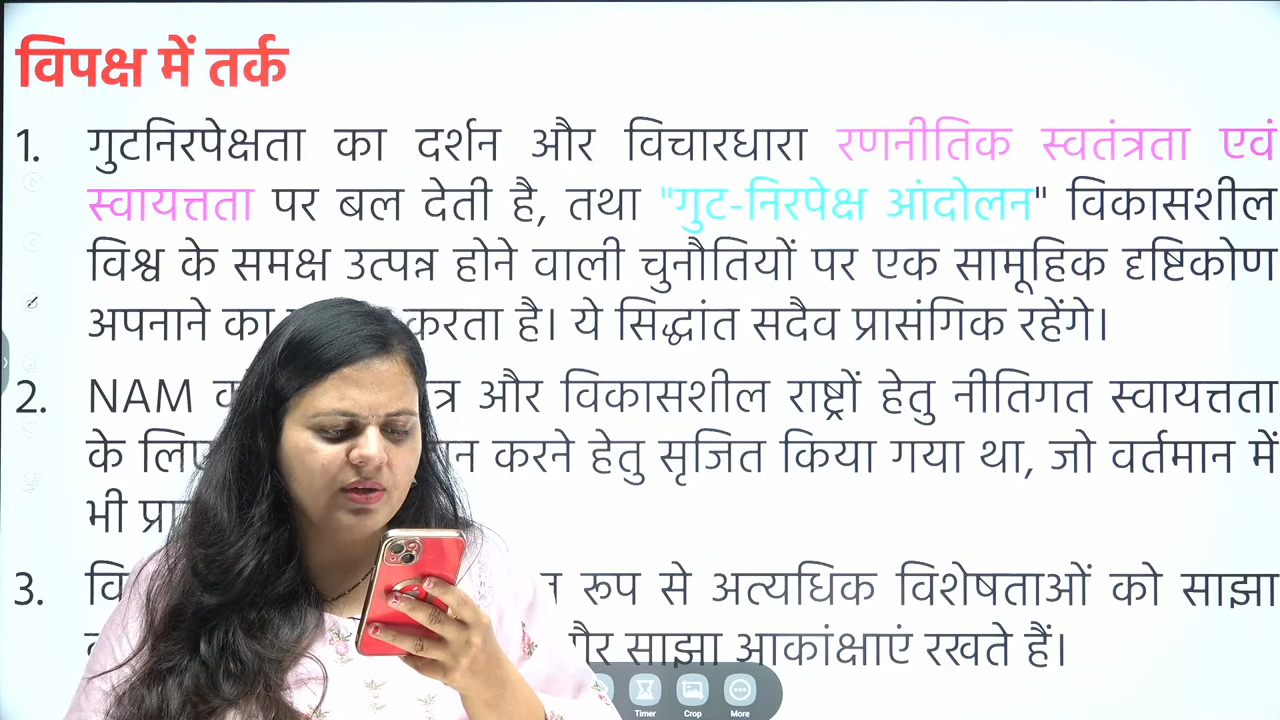 विपक्ष में तर्क
1. गुटनिरपेक्षता का दर्शन और विचारधारा रणनीतिक स्वतंत्रता एवं
स्वायत्तता पर बल देती है, तथा "गुट-निरपेक्ष आंदोलन" विकासशील
विश्व के समक्ष उत्पन्न होने वाली चुनौतियों पर एक सामूहिक दृष्टिकोण
अपनाने का करता है। ये सिद्धांत सदैव प्रासंगिक रहेंगे।
2. NAM और विकासशील राष्ट्रों हेतु नीतिगत स्वायत्तता
के करने हेतु सृजित किया गया था, जो वर्तमान में
भी
3. रूप से अत्यधिक विशेषताओं को साझा
साझा आकांक्षाएं रखते हैं।
Timer Crop More